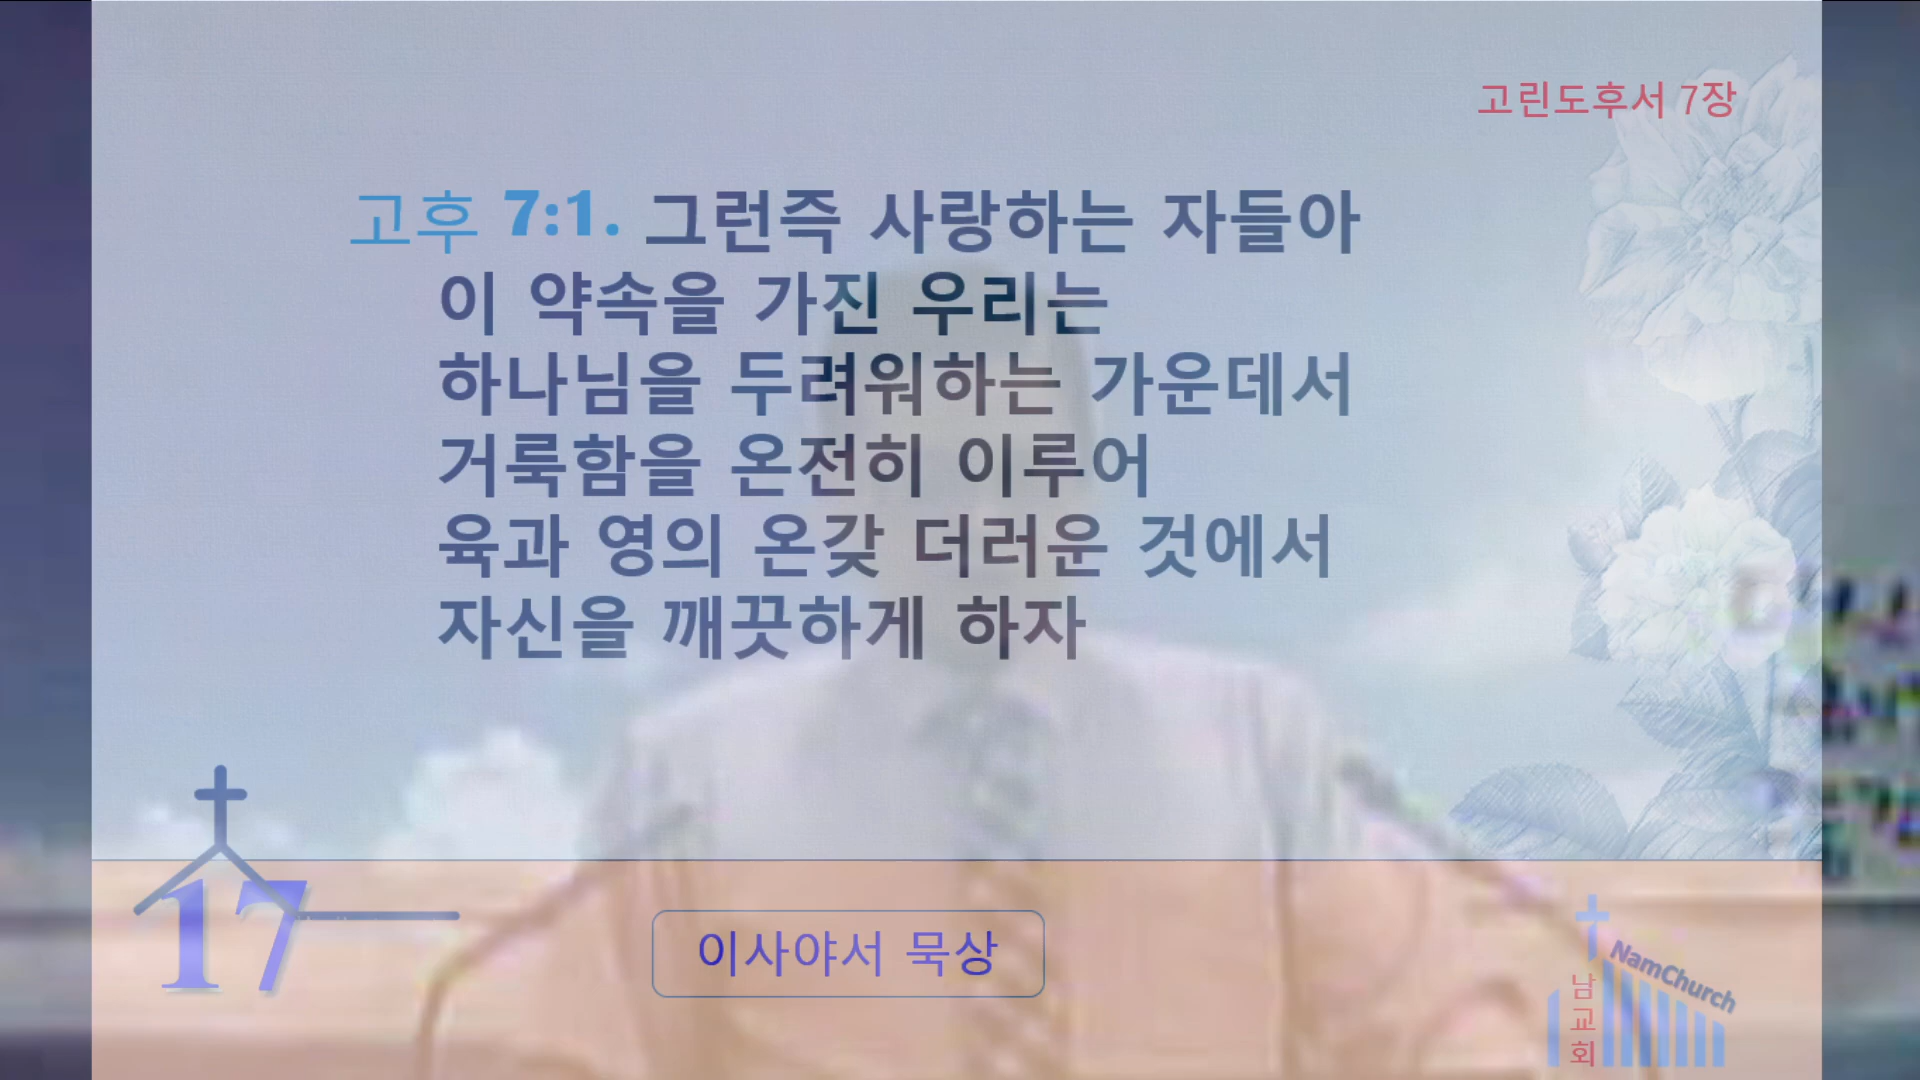 고린도후서 7장
고후 7:1. 그런즉 사랑하는 자들아
이 약속을 가진 우리는
하나님을 두려워하는 가운데서
거룩함을 온전히 이루어
육과 영의 온갖 더러운 것에서
자신을 깨끗하게 하자
17
이사야서 묵상
NamChurch
남
교
회